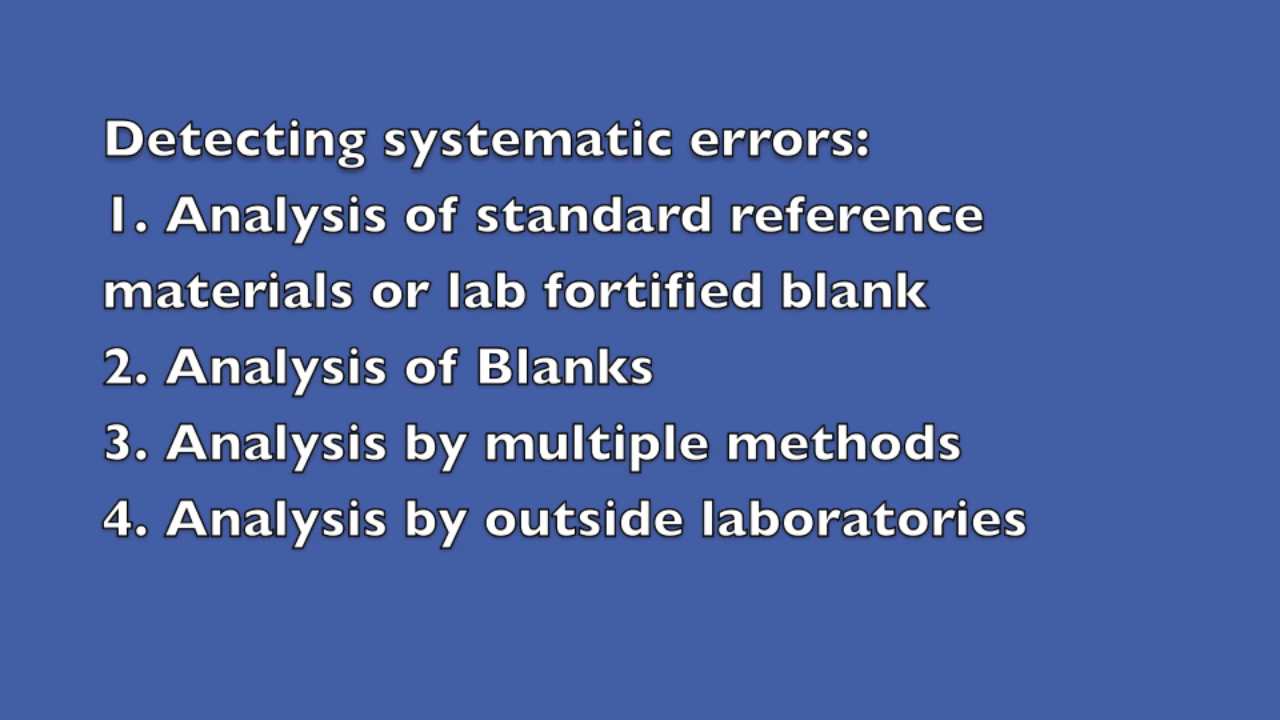 Detecting systematic errors:
1. Analysis of standard reference
materials or lab fortified blank
2. Analysis of Blanks
3. Analysis by multiple methods
4. Analysis by outside laboratories